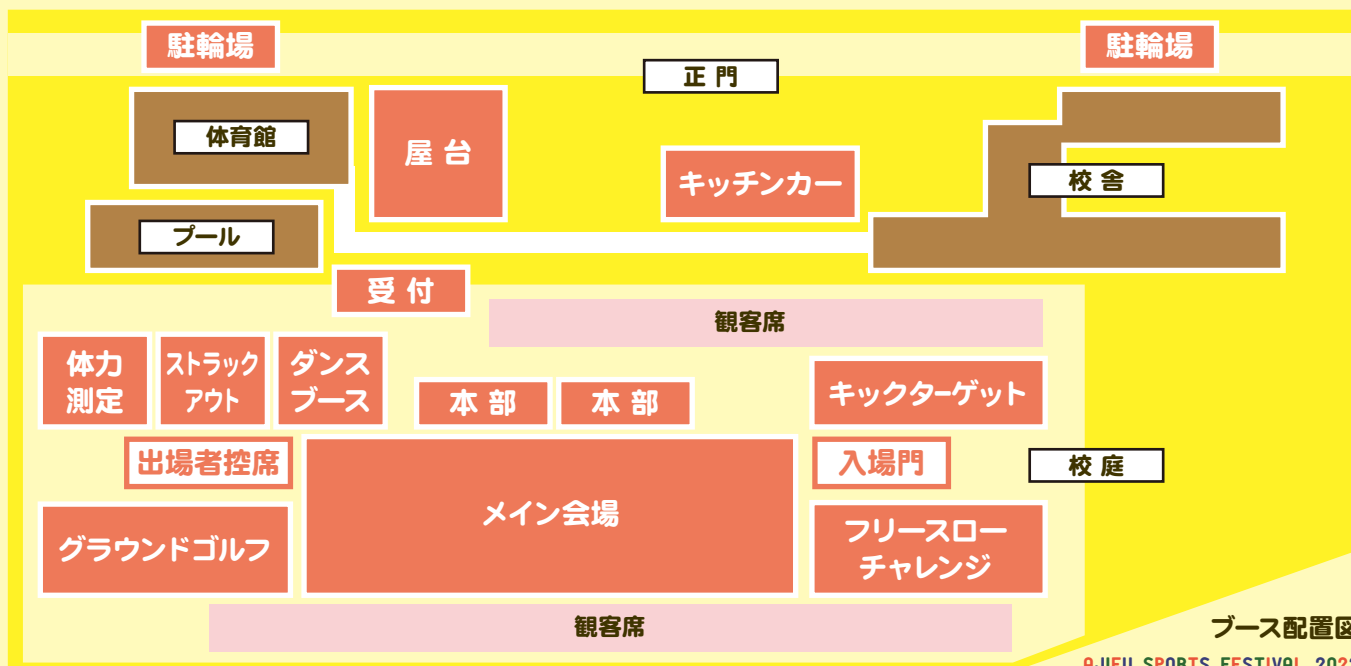 駐輪場
駐輪場
正門
体育館
屋台
キッチンカー
校舎
プール
受付
観客席
体力
測定
ストラック
アウト
ダンス
ブース
本部
本部
キックターゲット
出場者控席
入場門
校庭
メイン会場
グラウンドゴルフ
フリースロー
チャレンジ
観客席
ブース配置図
SPORTS FESTIVAL